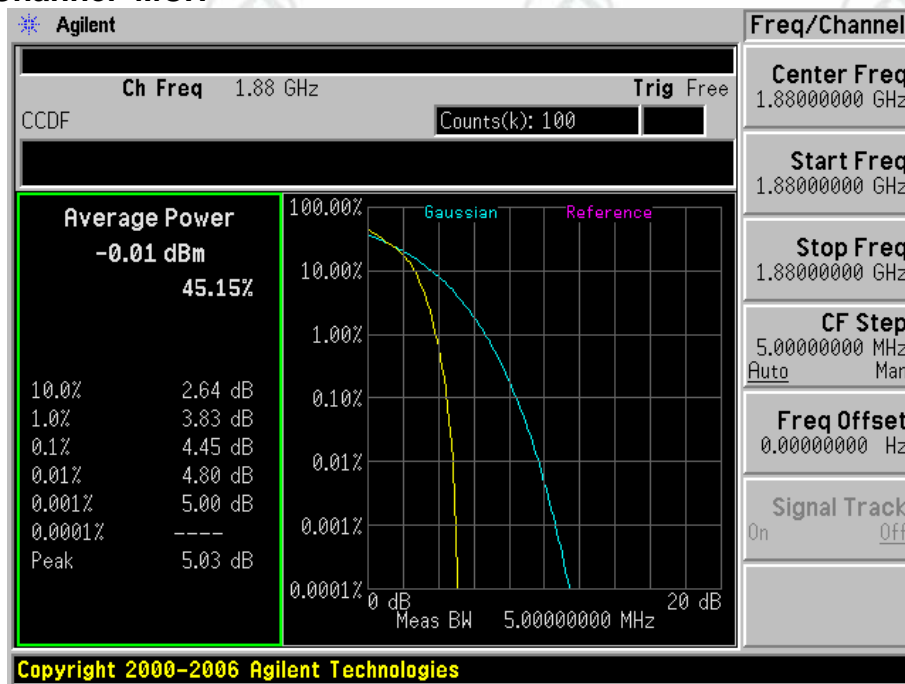 Agilent
Freq/Channel
Ch Freq 1.88 GHz Trig Free
CCDF Counts(k): 100
Average Power
-0.01 dBm
45.15%
10.0% 2.64 dB
1.0% 3.83 dB
0.1% 4.45 dB
0.01% 4.80 dB
0.001% 5.00 dB
0.0001% ----
Peak 5.03 dB
Gaussian Reference
100.00%
10.00%
1.00%
0.10%
0.01%
0.001%
0.0001%
0 dB 20 dB
Meas BW 5.00000000 MHz
Center Freq
1.88000000 GHz
Start Freq
1.88000000 GHz
Stop Freq
1.88000000 GHz
CF Step
5.00000000 MHz
Auto Man
Freq Offset
0.00000000 Hz
Signal Track
On Off
Copyright 2000-2006 Agilent Technologies